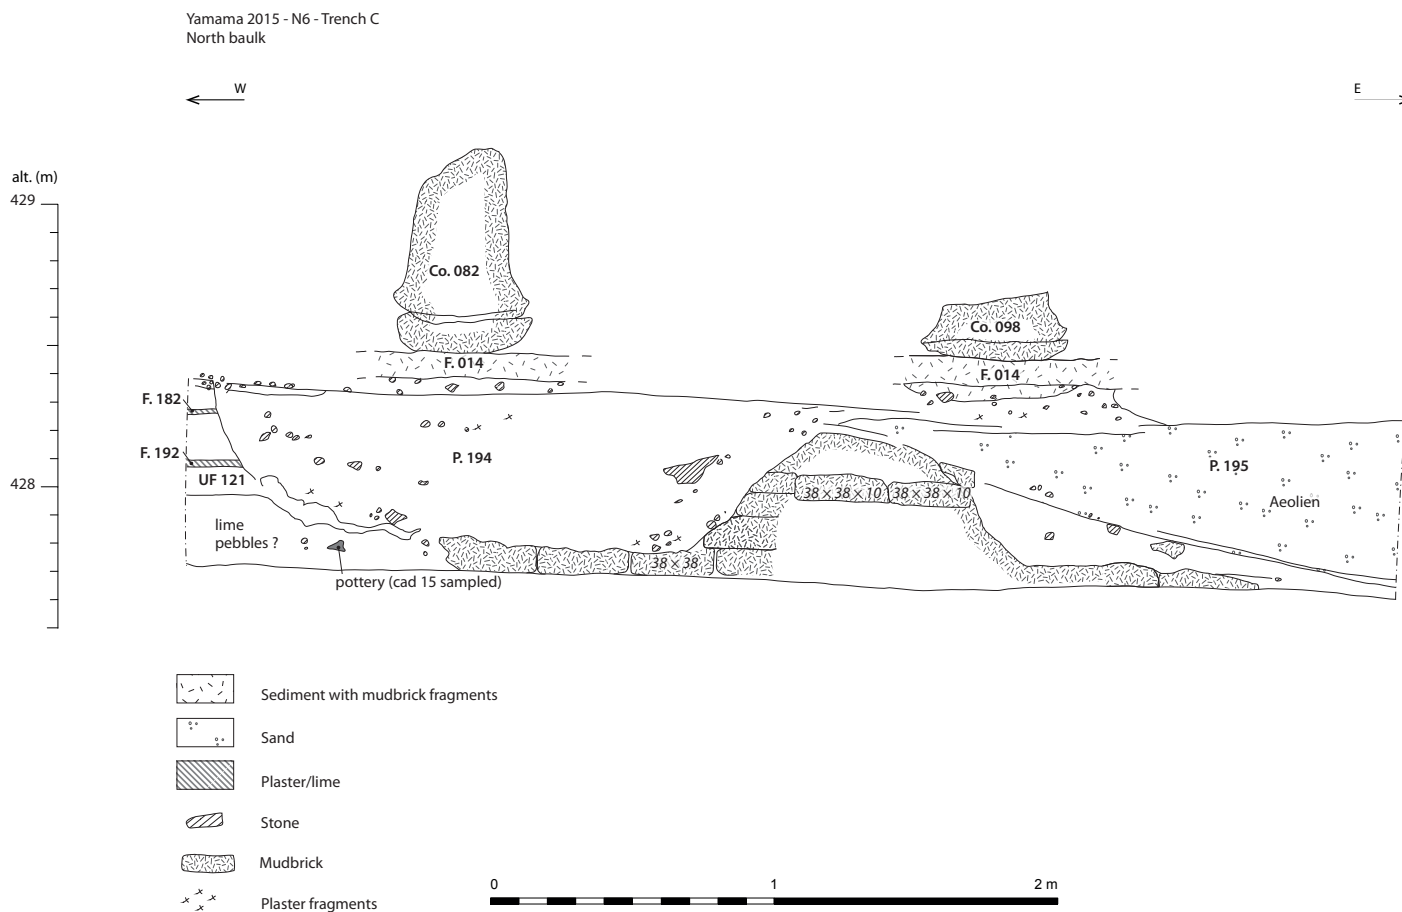 Yamama 2015 - N6 - Trench C
North baulk
W
E
alt. (m)
429
Co. 082
Co. 098
F. 014
F. 014
F. 182
F. 192
P. 194
P. 195
UF 121
428
38 × 38 × 10
38 × 38 × 10
Aeolien
lime
pebbles ?
38 × 38
pottery (cad 15 sampled)
Sediment with mudbrick fragments
Sand
Plaster/lime
Stone
Mudbrick
Plaster fragments
0
1
2 m